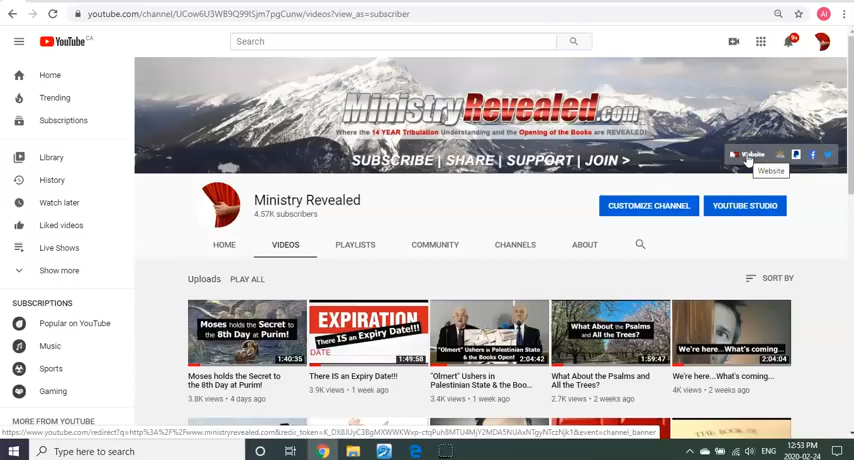 youtube.com/channel/UCow6U3WB9Q99ISjm7pgCunw/videos?view_as=subscriber
AI
YouTube CA
Search
9+
Home
Trending
Subscriptions
Library
History
Watch later
Liked videos
Live Shows
Show more
SUBSCRIPTIONS
Popular on YouTube
Music
Sports
Gaming
MORE FROM YOUTUBE
MinistryRevealed.com
Where the 14 YEAR Tribulation Understanding and the Opening of the Books are REVEALED!
SUBSCRIBE | SHARE | SUPPORT | JOIN >
Website
Website
Ministry Revealed
4.57K subscribers
CUSTOMIZE CHANNEL
YOUTUBE STUDIO
HOME
VIDEOS
PLAYLISTS
COMMUNITY
CHANNELS
ABOUT
Uploads
PLAY ALL
SORT BY
Moses holds the Secret to
the 8th Day at Purim!
1:40:35
Moses holds the Secret to
the 8th Day at Purim!
3.8K views • 4 days ago
EXPIRATION
There IS an Expiry Date!!!
DATE
1:49:58
There IS an Expiry Date!!!
3.9K views • 1 week ago
"Olmert" Ushers in
Palestinian State & the Books Open!
2:04:42
"Olmert" Ushers in
Palestinian State & the Boo...
3.4K views • 1 week ago
What About the Psalms
and All the Trees?
1:59:47
What About the Psalms and
All the Trees?
2.7K views • 2 weeks ago
We're here...What's coming...
2:04:04
We're here...What's coming...
4K views • 2 weeks ago
THE BOOK OF
Type here to search
ENG
12:53 PM
2020-02-24